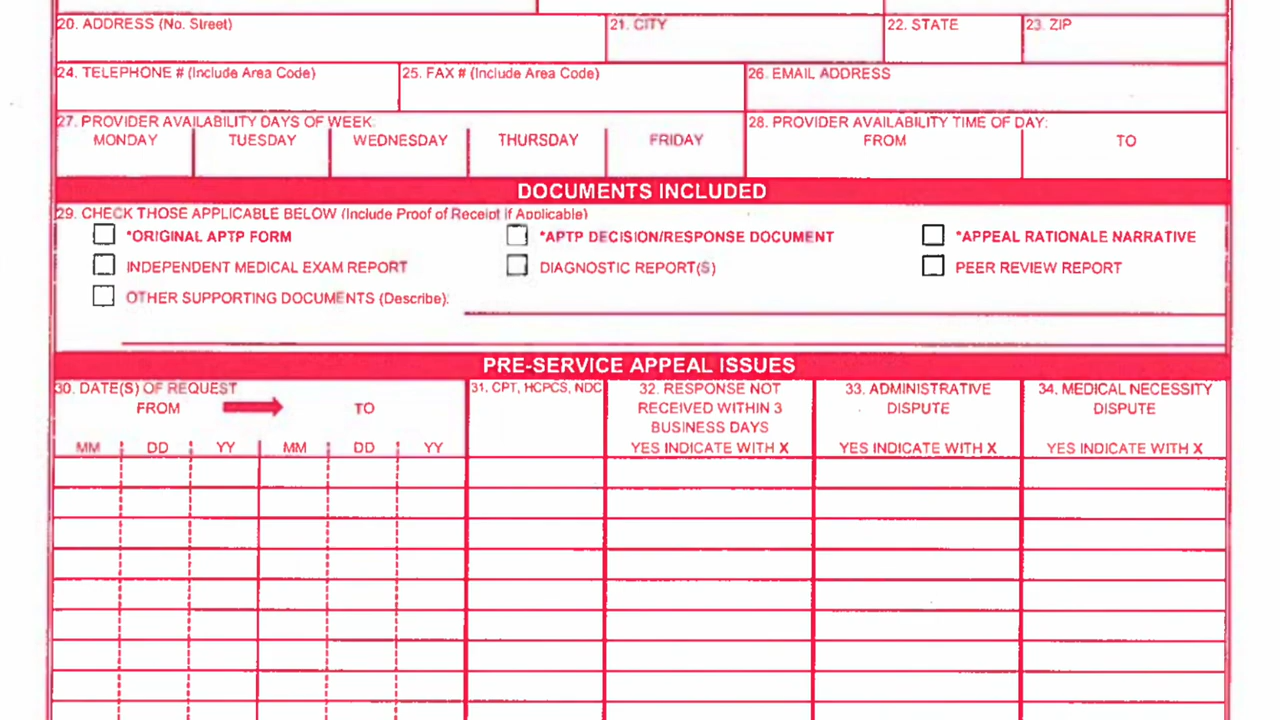 20. ADDRESS (No. Street) 21. CITY 22. STATE 23. ZIP
24. TELEPHONE # (Include Area Code) 25. FAX # (Include Area Code) 26. EMAIL ADDRESS
27. PROVIDER AVAILABILITY DAYS OF WEEK: 28. PROVIDER AVAILABILITY TIME OF DAY:
MONDAY TUESDAY WEDNESDAY THURSDAY FRIDAY FROM TO
DOCUMENTS INCLUDED
29. CHECK THOSE APPLICABLE BELOW (Include Proof of Receipt If Applicable)
*ORIGINAL APTP FORM *APTP DECISION/RESPONSE DOCUMENT *APPEAL RATIONALE NARRATIVE
INDEPENDENT MEDICAL EXAM REPORT DIAGNOSTIC REPORT(S) PEER REVIEW REPORT
OTHER SUPPORTING DOCUMENTS (Describe):
PRE-SERVICE APPEAL ISSUES
30. DATE(S) OF REQUEST 31. CPT, HCPCS, NDC 32. RESPONSE NOT 33. ADMINISTRATIVE 34. MEDICAL NECESSITY
FROM TO RECEIVED WITHIN 3 DISPUTE DISPUTE
BUSINESS DAYS
MM DD YY MM DD YY YES INDICATE WITH X YES INDICATE WITH X YES INDICATE WITH X